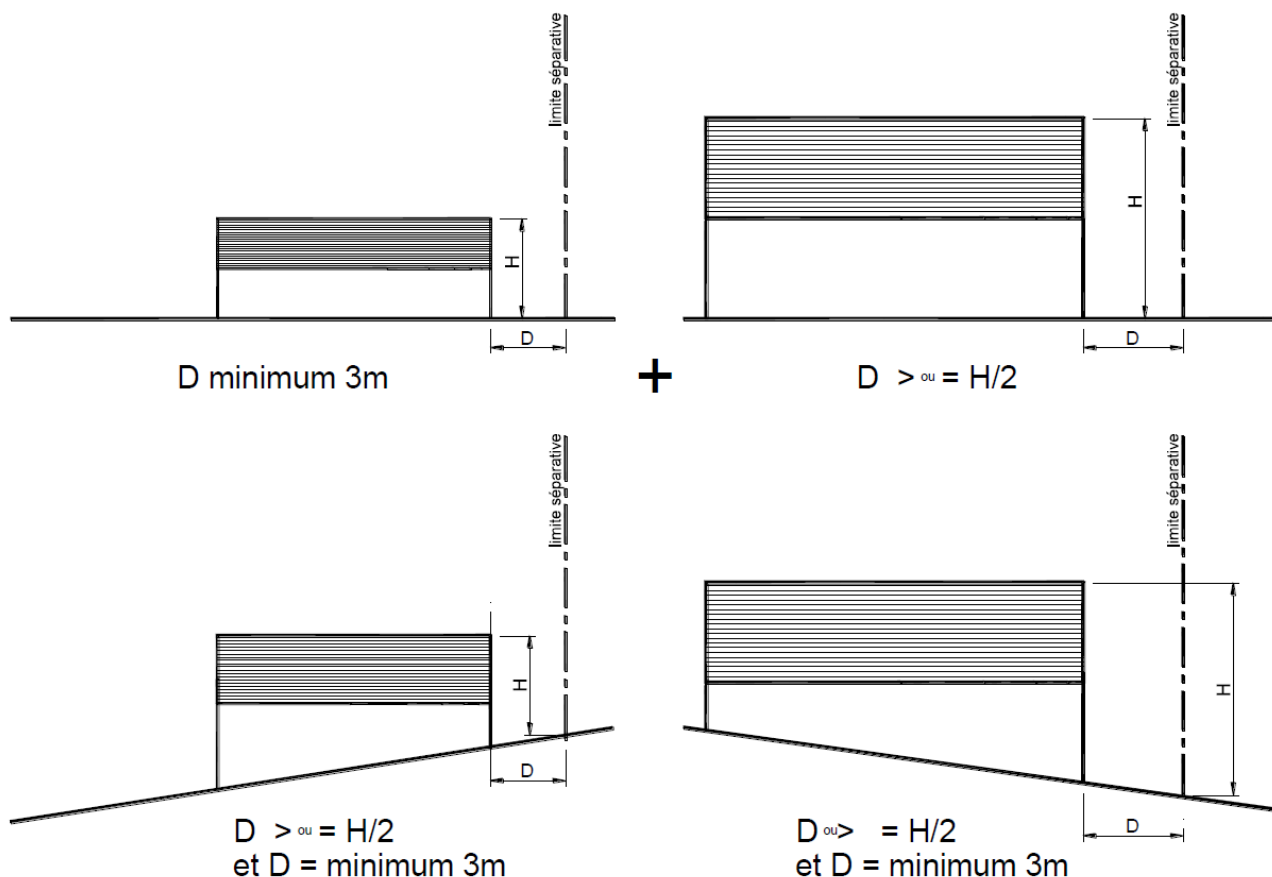 limite séparative
limite séparative
H
H
D
D
D minimum 3m
+
D > ou = H/2
limite séparative
limite séparative
H
H
D
D
D > ou = H/2
et D = minimum 3m
D ou> = H/2
et D = minimum 3m